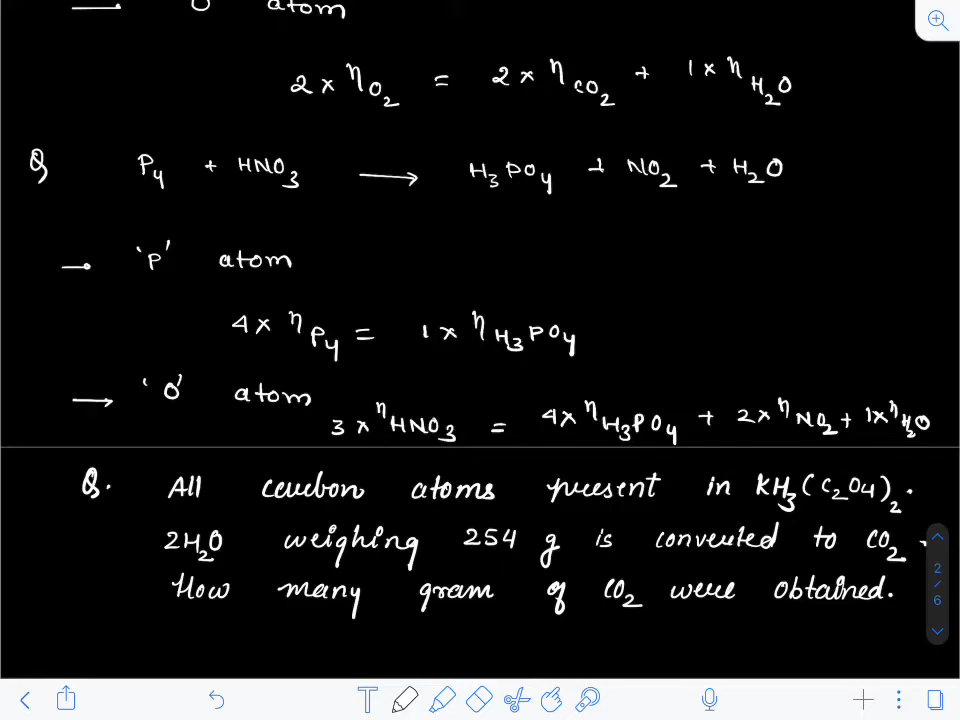 'O' atom
2 × η O2 = 2 × η CO2 + 1 × η H2O
Q P4 + HNO3 ⟶ H3PO4 + NO2 + H2O
→ 'P' atom
4 × η P4 = 1 × η H3PO4
⟶ 'O' atom
3 × η HNO3 = 4 × η H3PO4 + 2 × η NO2 + 1 × η H2O
Q. All carbon atoms present in KH3(C2O4)2.
2H2O weighing 254 g is converted to CO2.
How many gram of CO2 were obtained.
2/6